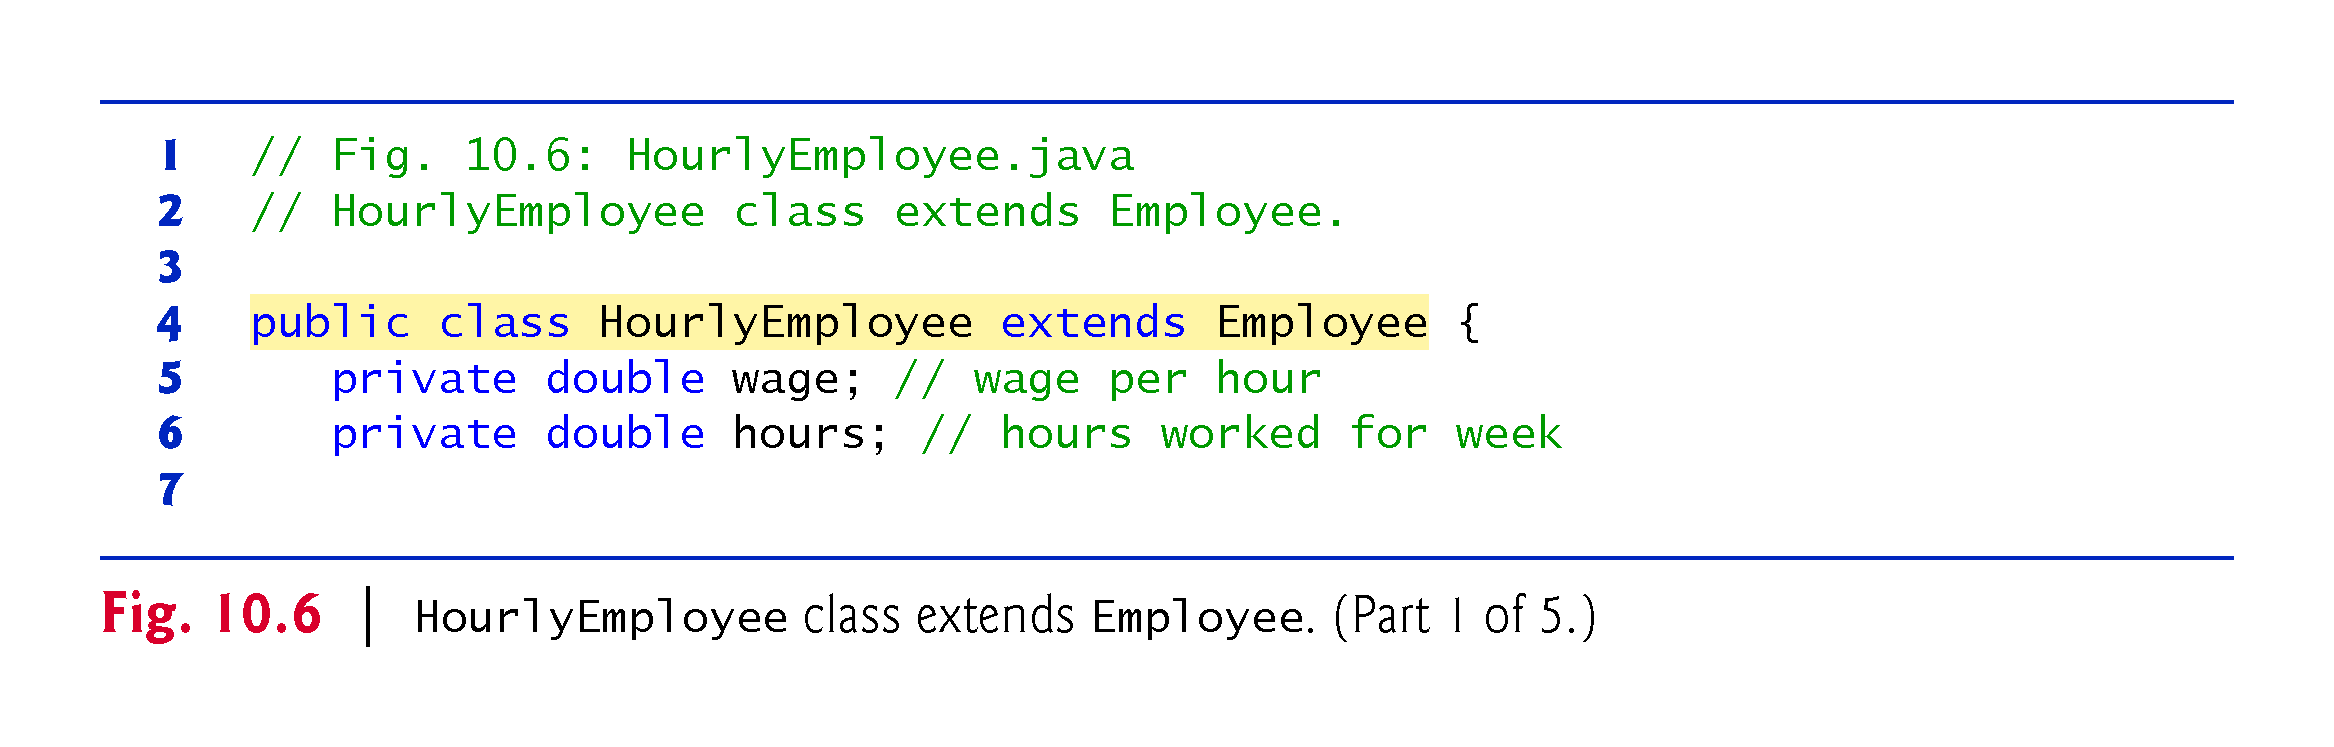 1 // Fig. 10.6: HourlyEmployee.java
2 // HourlyEmployee class extends Employee.
3
4 public class HourlyEmployee extends Employee {
5 private double wage; // wage per hour
6 private double hours; // hours worked for week
7
Fig. 10.6 | HourlyEmployee class extends Employee. (Part 1 of 5.)